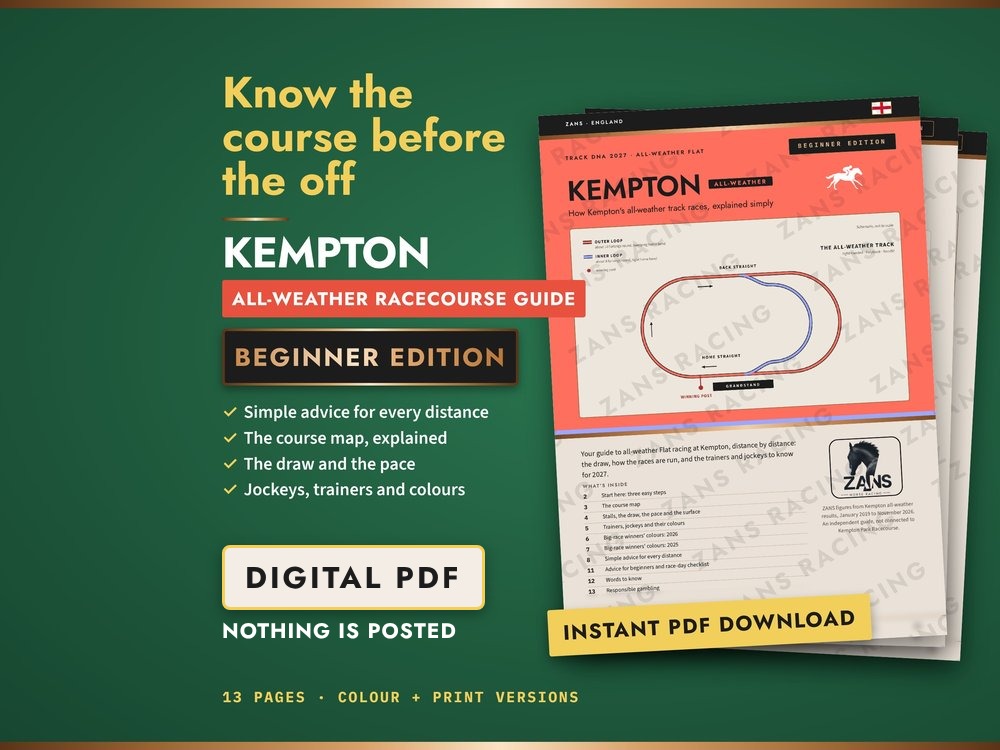 Know the
course before
the off
KEMPTON
ALL-WEATHER RACECOURSE GUIDE
BEGINNER EDITION
Simple advice for every distance
The course map, explained
The draw and the pace
Jockeys, trainers and colours
DIGITAL PDF
NOTHING IS POSTED
13 PAGES · COLOUR + PRINT VERSIONS
ZANS · ENGLAND
TRACK DNA 2027 · ALL-WEATHER FLAT
BEGINNER EDITION
KEMPTON ALL-WEATHER
How Kempton's all-weather track races, explained simply
OUTER LOOP
INNER LOOP
THE ALL-WEATHER TRACK
BACK STRAIGHT
HOME STRAIGHT
GRANDSTAND
WINNING POST
Your guide to all-weather Flat racing at Kempton, distance by distance:
the draw, how the races are run, and the trainers and jockeys to know
for 2027.
WHAT'S INSIDE
2 Start here: three easy steps
3 The course map
4 Stalls, the draw, the pace and the surface
5 Trainers, jockeys and their colours
6 Big-race winners' colours: 2026
7 Big-race winners' colours: 2025
8 Simple advice for every distance
11 Advice for beginners and race-day checklist
12 Words to know
13 Responsible gambling
ZANS
HORSE RACING
ZANS figures from Kempton all-weather
results, January 2019 to November 2026.
An independent guide, not connected to
Kempton Park Racecourse.
ZANS RACING
INSTANT PDF DOWNLOAD